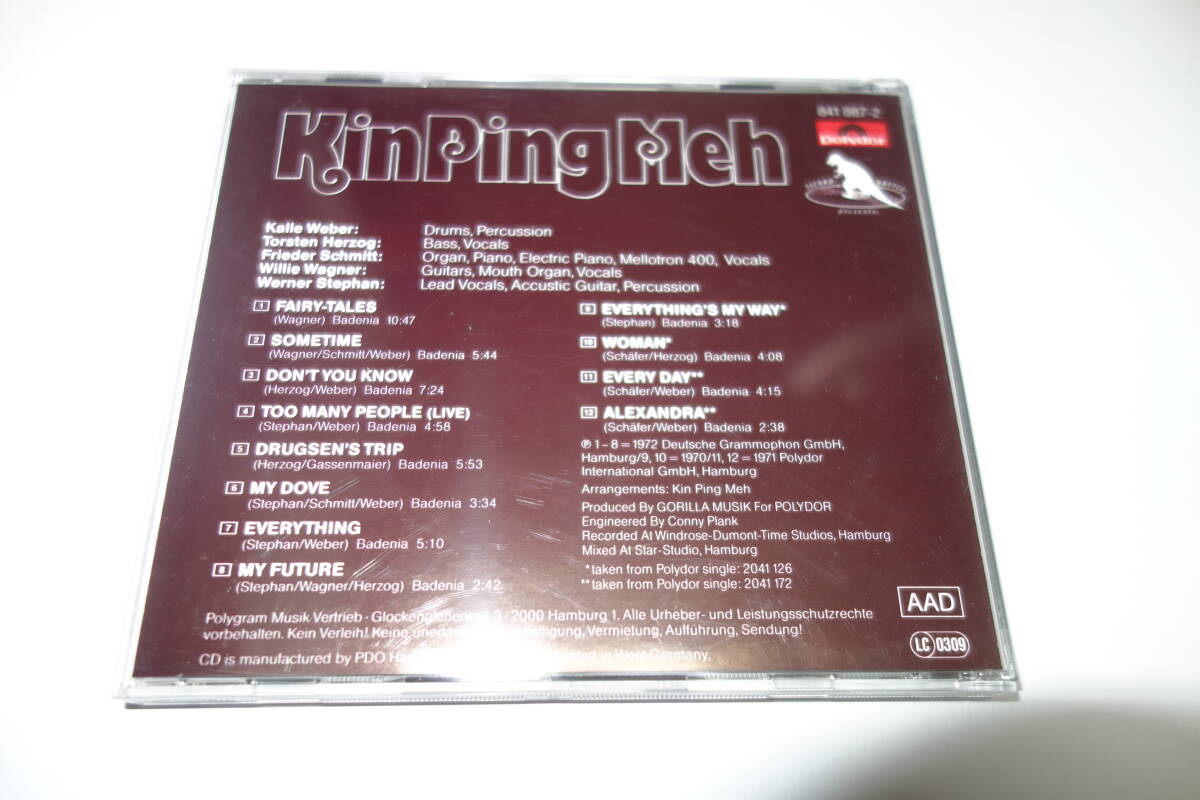 Kin Ping Meh
841 887-2
Polydor
SECOND BATTLE
PRESENTS
Kalle Weber: Drums, Percussion
Torsten Herzog: Bass, Vocals
Frieder Schmitt: Organ, Piano, Electric Piano, Mellotron 400, Vocals
Willie Wagner: Guitars, Mouth Organ, Vocals
Werner Stephan: Lead Vocals, Accustic Guitar, Percussion
1 FAIRY-TALES
(Wagner) Badenia 10:47
2 SOMETIME
(Wagner/Schmitt/Weber) Badenia 5:44
3 DON'T YOU KNOW
(Herzog/Weber) Badenia 7:24
4 TOO MANY PEOPLE (LIVE)
(Stephan/Weber) Badenia 4:58
5 DRUGSEN'S TRIP
(Herzog/Gassenmaier) Badenia 5:53
6 MY DOVE
(Stephan/Schmitt/Weber) Badenia 3:34
7 EVERYTHING
(Stephan/Weber) Badenia 5:10
8 MY FUTURE
(Stephan/Wagner/Herzog) Badenia 2:42
9 EVERYTHING'S MY WAY*
(Stephan) Badenia 3:18
10 WOMAN*
(Schäfer/Herzog) Badenia 4:08
11 EVERY DAY**
(Schäfer/Weber) Badenia 4:15
12 ALEXANDRA**
(Schäfer/Weber) Badenia 2:38
℗ 1-8 = 1972 Deutsche Grammophon GmbH,
Hamburg/9, 10 = 1970/11, 12 = 1971 Polydor
International GmbH, Hamburg
Arrangements: Kin Ping Meh
Produced By GORILLA MUSIK For POLYDOR
Engineered By Conny Plank
Recorded At Windrose-Dumont-Time Studios, Hamburg
Mixed At Star-Studio, Hamburg
* taken from Polydor single: 2041 126
** taken from Polydor single: 2041 172
Polygram Musik Vertrieb · Glockengießerwall 3 · 2000 Hamburg 1. Alle Urheber- und Leistungsschutzrechte
vorbehalten. Kein Verleih! Keine Vermietung, Aufführung, Sendung!
CD is manufactured by PDO in West Germany.
AAD
LC 0309